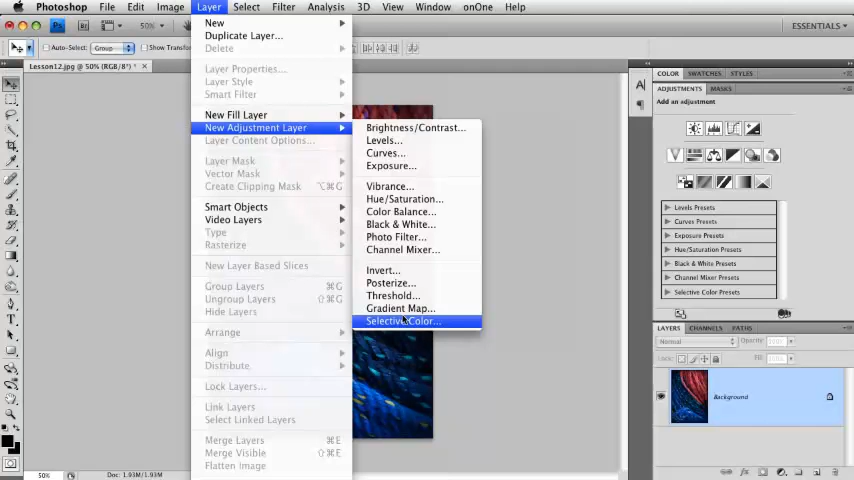 Photoshop File Edit Image Layer Select Filter Analysis 3D View Window onOne Help
Ps Br 50% ESSENTIALS
Auto-Select: Group Show Transfo
Lesson12.jpg @ 50% (RGB/8*) *
New
Duplicate Layer...
Delete
Layer Properties...
Layer Style
Smart Filter
New Fill Layer
New Adjustment Layer
Layer Content Options...
Layer Mask
Vector Mask
Create Clipping Mask ⌥⌘G
Smart Objects
Video Layers
Type
Rasterize
New Layer Based Slices
Group Layers ⌘G
Ungroup Layers ⇧⌘G
Hide Layers
Arrange
Align
Distribute
Lock Layers...
Link Layers
Select Linked Layers
Merge Layers ⌘E
Merge Visible ⇧⌘E
Flatten Image
Brightness/Contrast...
Levels...
Curves...
Exposure...
Vibrance...
Hue/Saturation...
Color Balance...
Black & White...
Photo Filter...
Channel Mixer...
Invert...
Posterize...
Threshold...
Gradient Map...
Selective Color...
COLOR SWATCHES STYLES
ADJUSTMENTS MASKS
Add an adjustment
Levels Presets
Curves Presets
Exposure Presets
Hue/Saturation Presets
Black & White Presets
Channel Mixer Presets
Selective Color Presets
LAYERS CHANNELS PATHS
Normal Opacity: 100%
Lock: Fill: 100%
Background
50% Doc: 1.93M/1.93M